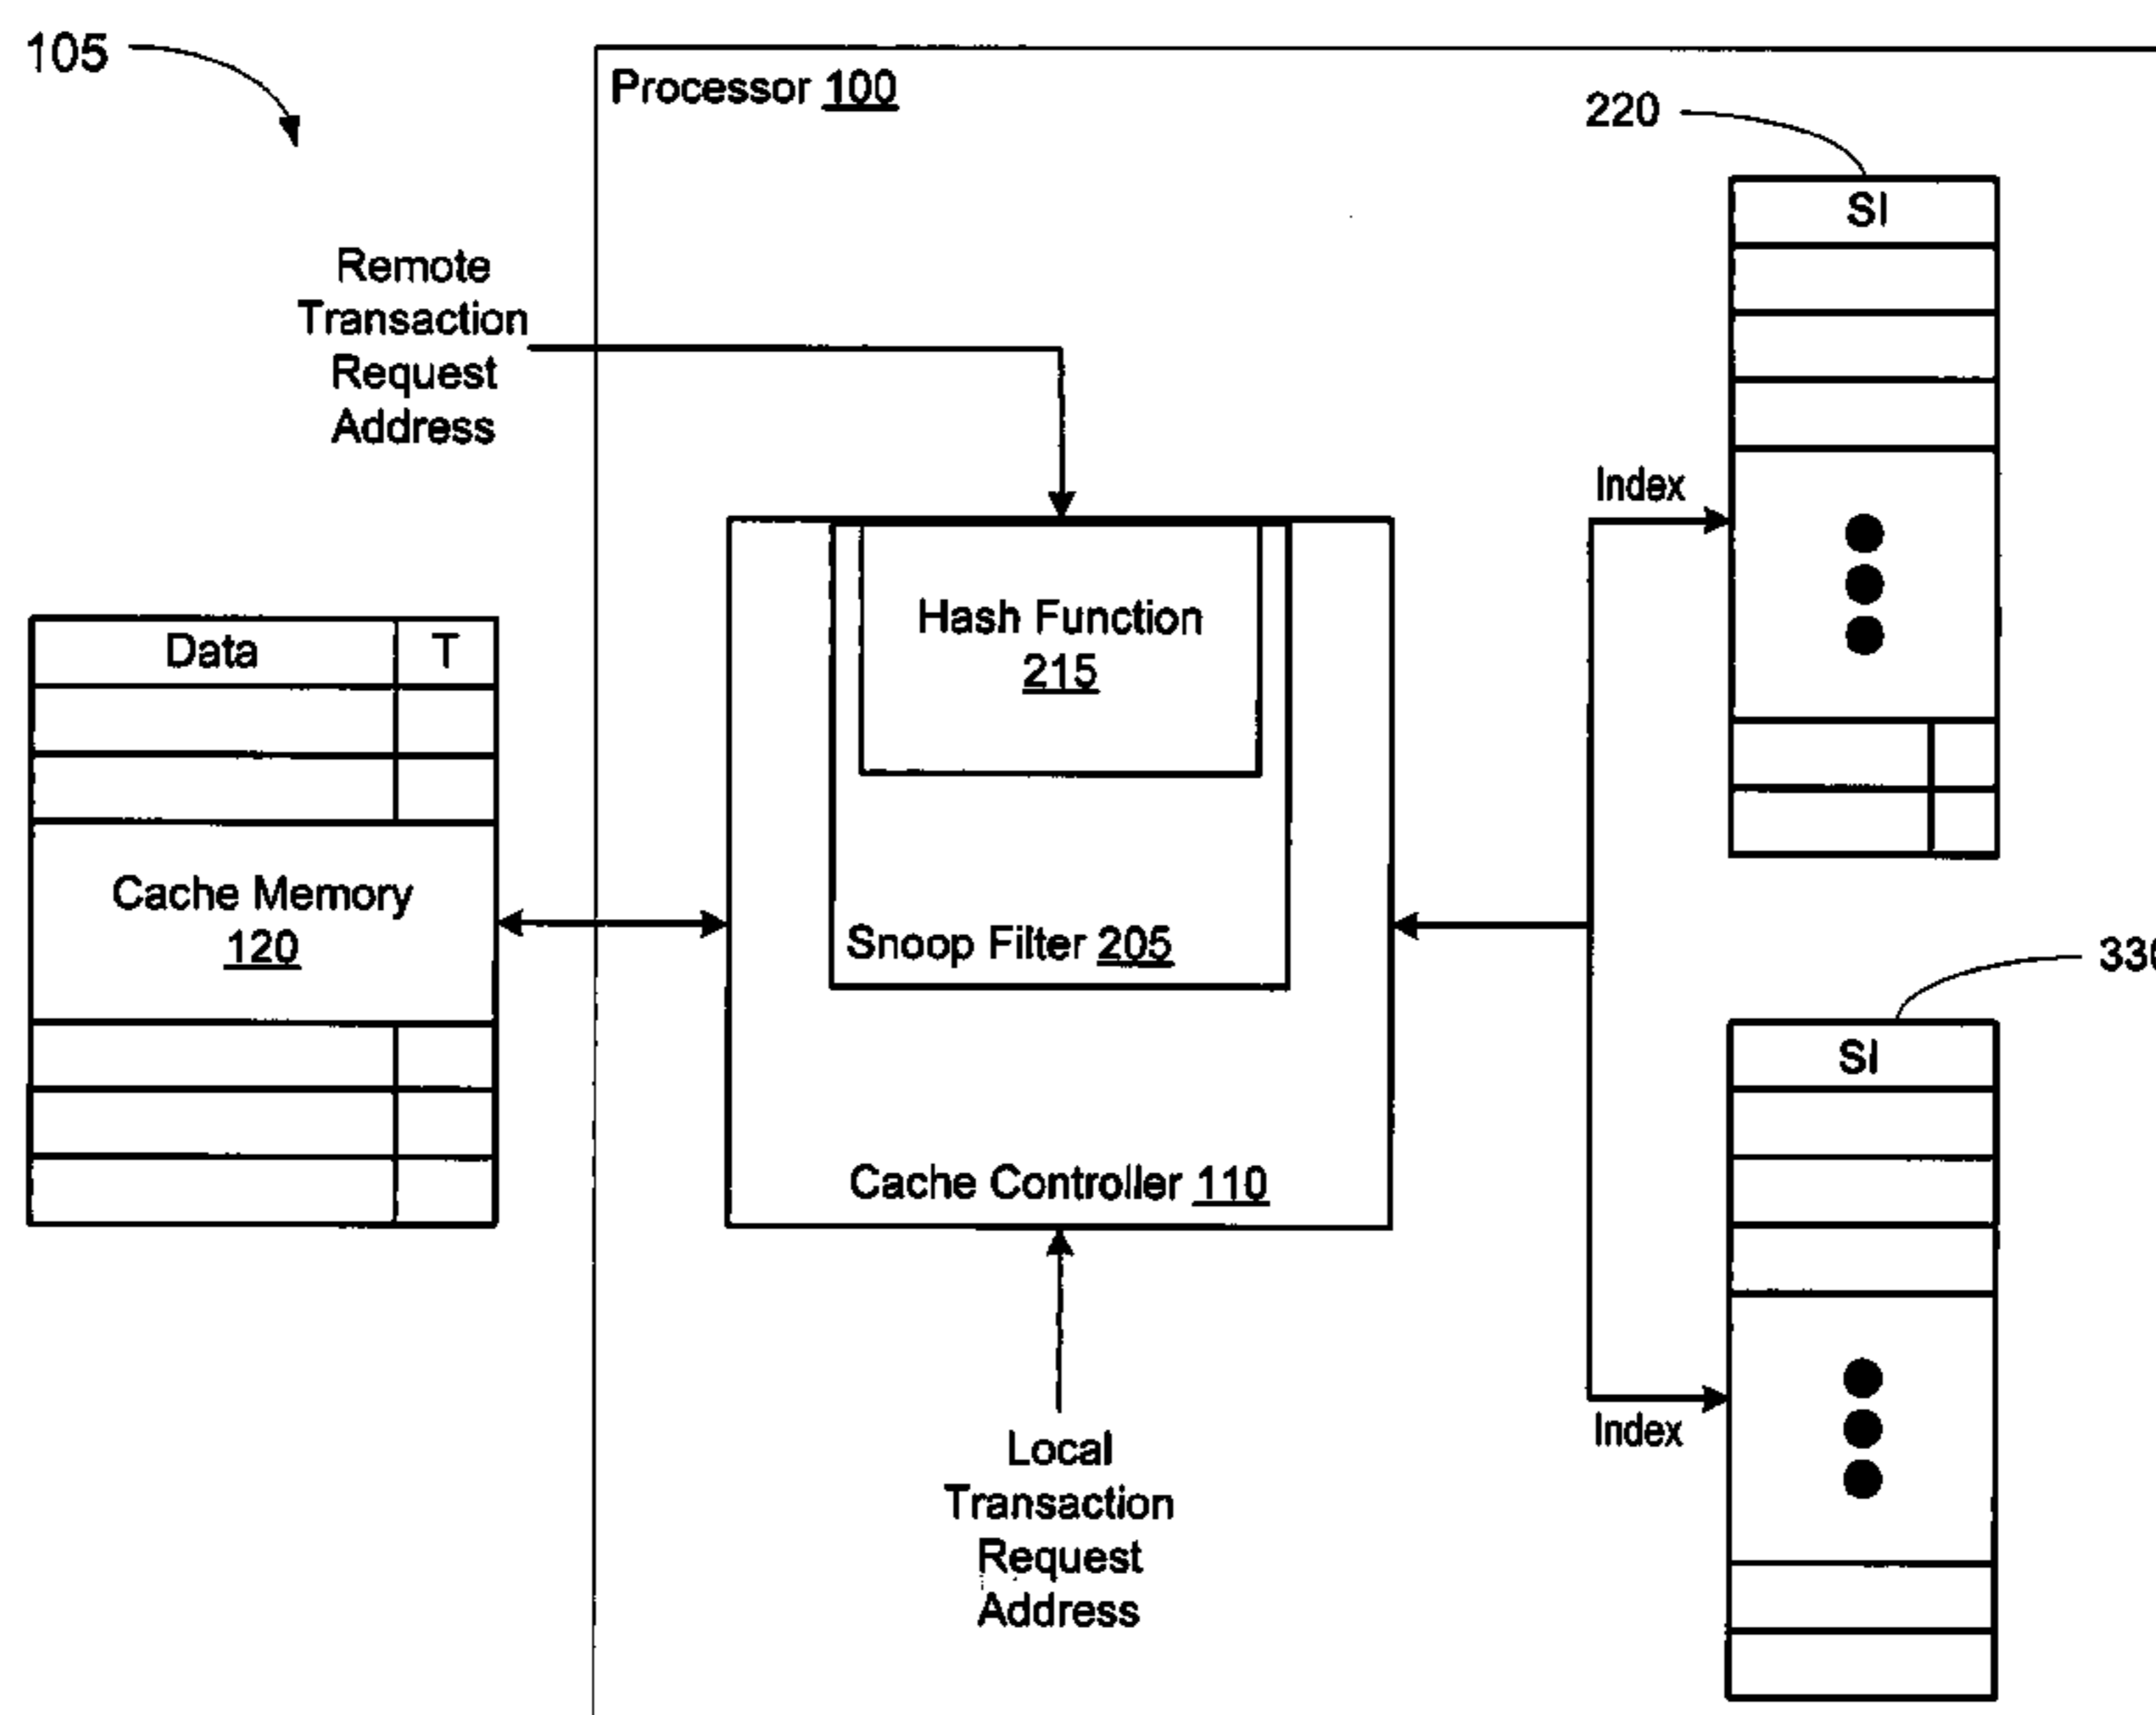 105
Processor 100
220
SI
Remote
Transaction
Request
Address
Index
Hash Function
215
Data T
Cache Memory
120
Snoop Filter 205
330
SI
Cache Controller 110
Index
Local
Transaction
Request
Address